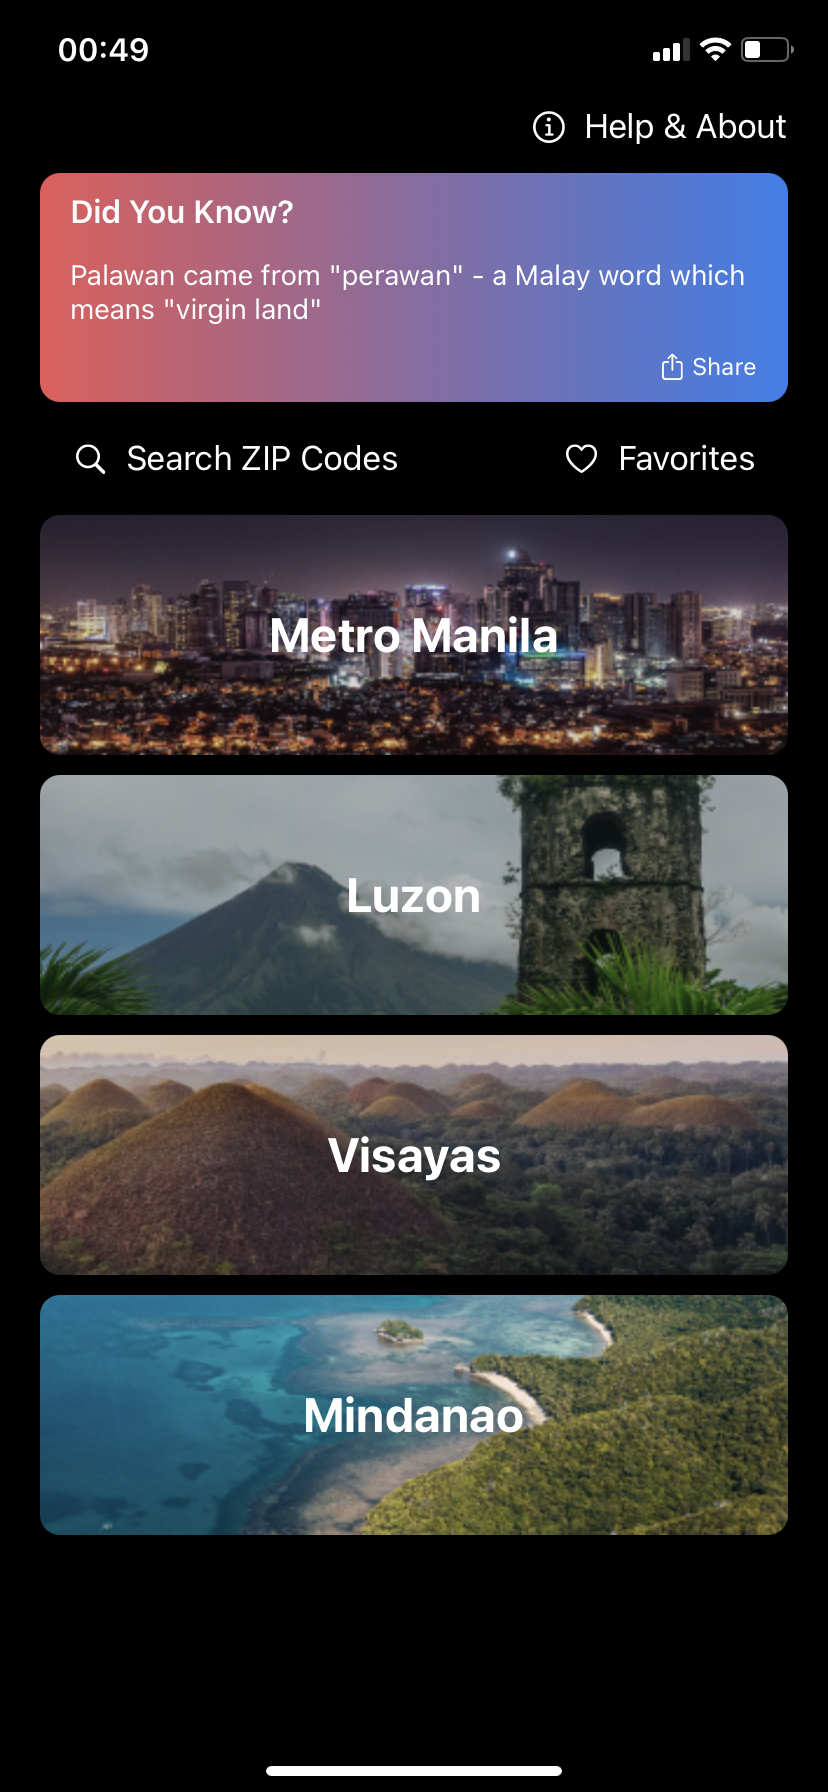 00:49
Help & About
Did You Know?
Palawan came from "perawan" - a Malay word which
means "virgin land"
Share
Search ZIP Codes
Favorites
Metro Manila
Luzon
Visayas
Mindanao